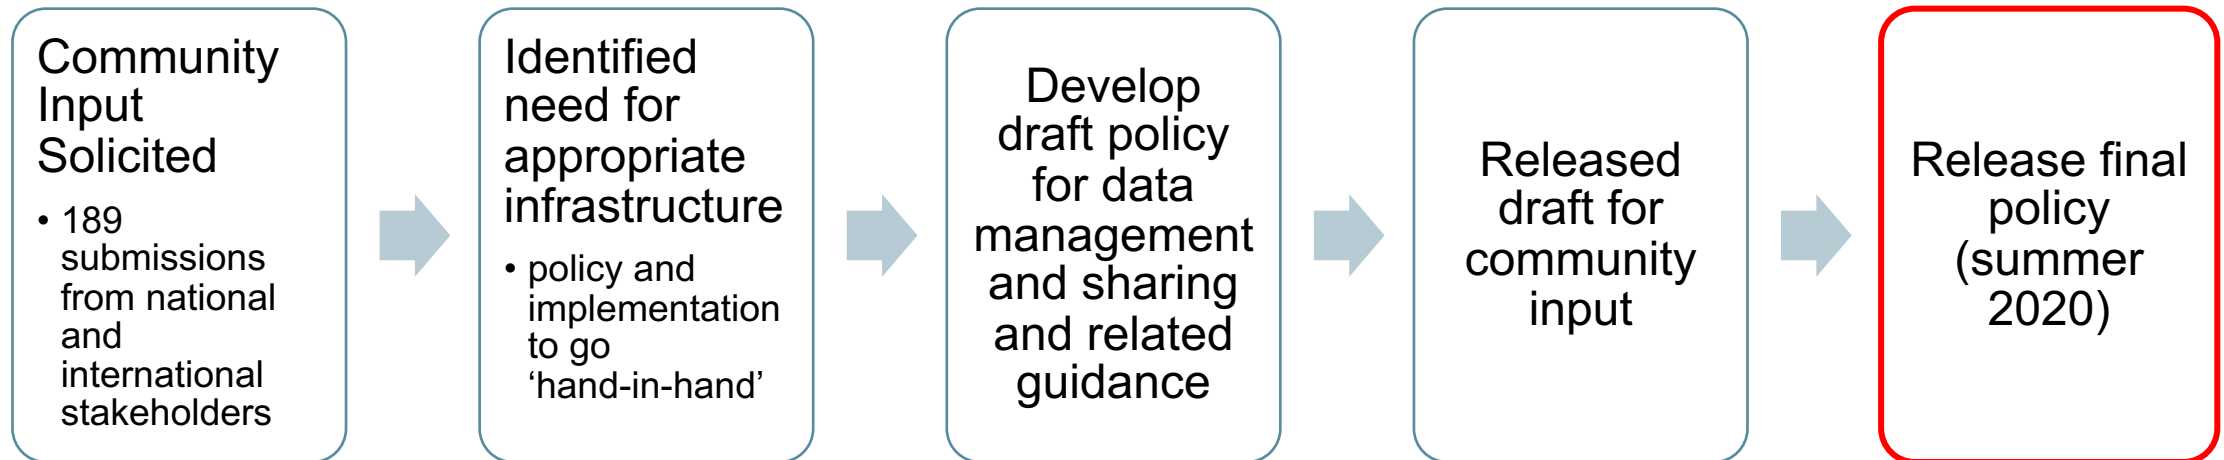 Community
Input
Solicited
• 189
submissions
from national
and
international
stakeholders
Identified
need for
appropriate
infrastructure
• policy and
implementation
to go
‘hand-in-hand’
Develop
draft policy
for data
management
and sharing
and related
guidance
Released
draft for
community
input
Release final
policy
(summer
2020)